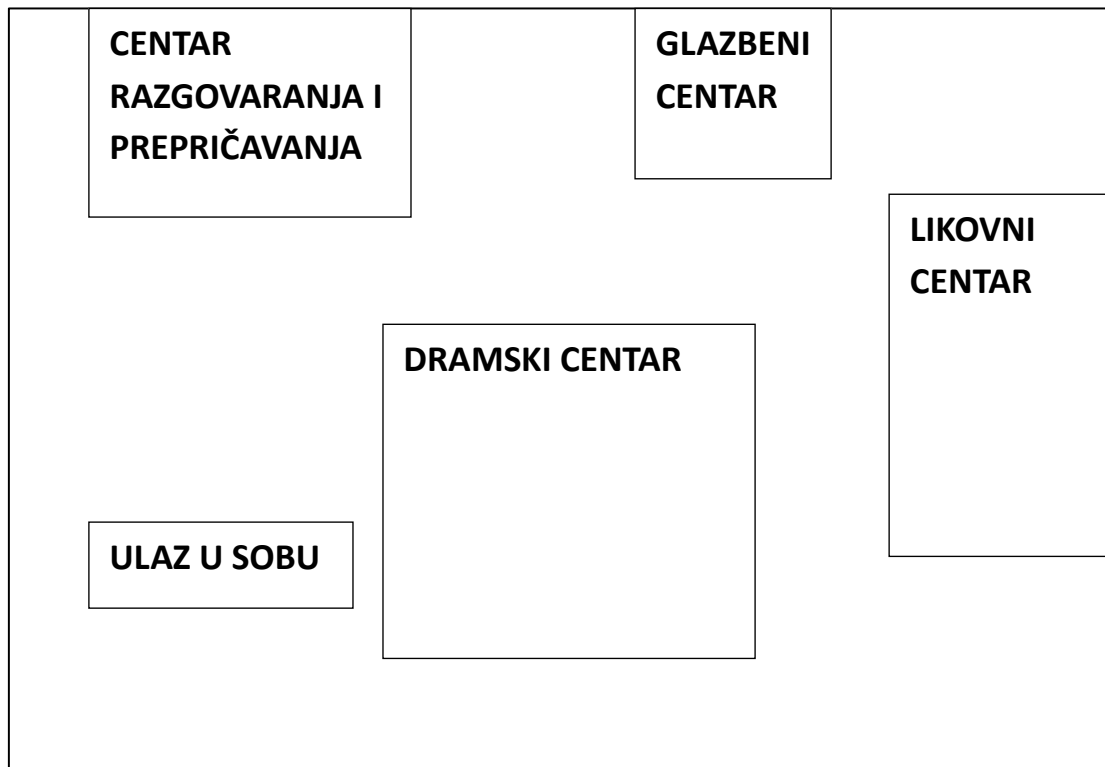 CENTAR
RAZGOVARANJA I
PREPRIČAVANJA
GLAZBENI
CENTAR
LIKOVNI
CENTAR
DRAMSKI CENTAR
ULAZ U SOBU